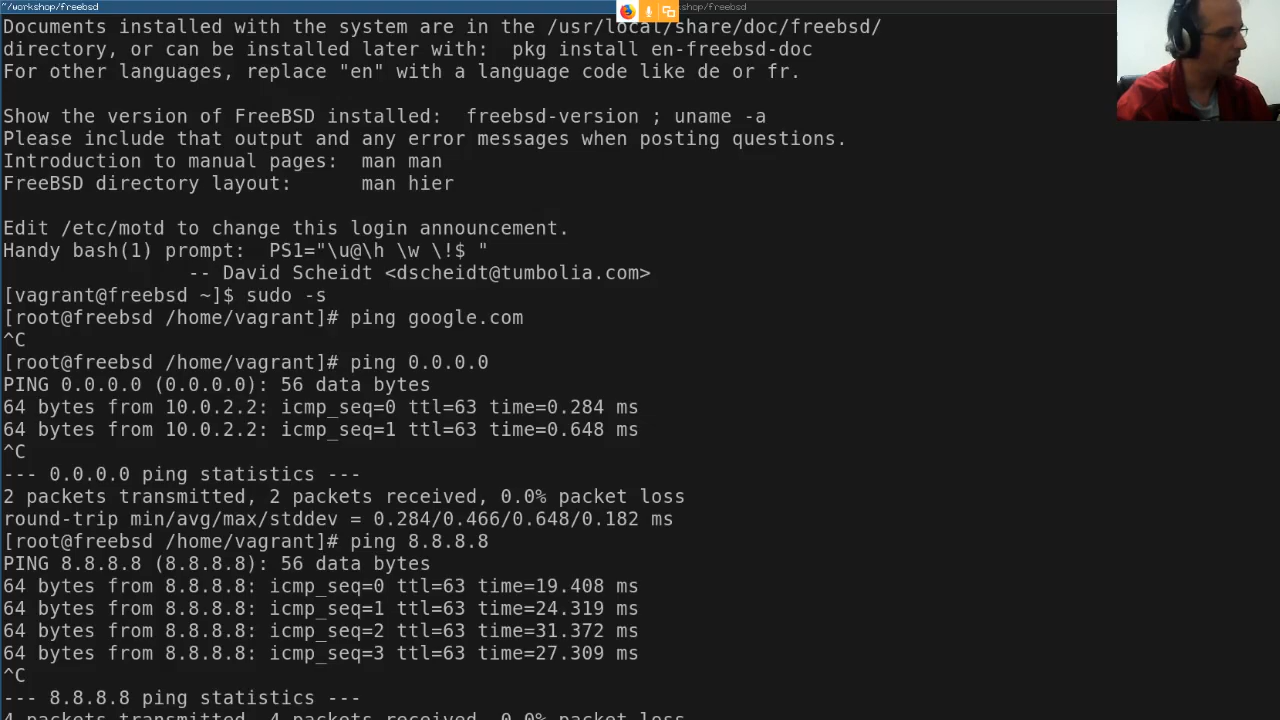 ~/workshop/freebsd
shop/freebsd
Documents installed with the system are in the /usr/local/share/doc/freebsd/
directory, or can be installed later with:  pkg install en-freebsd-doc
For other languages, replace "en" with a language code like de or fr.
Show the version of FreeBSD installed:  freebsd-version ; uname -a
Please include that output and any error messages when posting questions.
Introduction to manual pages:  man man
FreeBSD directory layout:      man hier
Edit /etc/motd to change this login announcement.
Handy bash(1) prompt:  PS1="\u@\h \w \!$ "
                -- David Scheidt <dscheidt@tumbolia.com>
[vagrant@freebsd ~]$ sudo -s
[root@freebsd /home/vagrant]# ping google.com
^C
[root@freebsd /home/vagrant]# ping 0.0.0.0
PING 0.0.0.0 (0.0.0.0): 56 data bytes
64 bytes from 10.0.2.2: icmp_seq=0 ttl=63 time=0.284 ms
64 bytes from 10.0.2.2: icmp_seq=1 ttl=63 time=0.648 ms
^C
--- 0.0.0.0 ping statistics ---
2 packets transmitted, 2 packets received, 0.0% packet loss
round-trip min/avg/max/stddev = 0.284/0.466/0.648/0.182 ms
[root@freebsd /home/vagrant]# ping 8.8.8.8
PING 8.8.8.8 (8.8.8.8): 56 data bytes
64 bytes from 8.8.8.8: icmp_seq=0 ttl=63 time=19.408 ms
64 bytes from 8.8.8.8: icmp_seq=1 ttl=63 time=24.319 ms
64 bytes from 8.8.8.8: icmp_seq=2 ttl=63 time=31.372 ms
64 bytes from 8.8.8.8: icmp_seq=3 ttl=63 time=27.309 ms
^C
--- 8.8.8.8 ping statistics ---
4 packets transmitted, 4 packets received, 0.0% packet loss